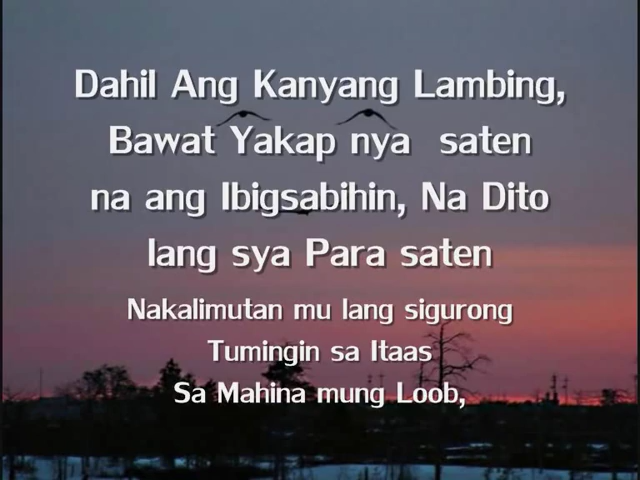 Dahil Ang Kanyang Lambing,
Bawat Yakap nya saten
na ang Ibigsabihin, Na Dito
lang sya Para saten
Nakalimutan mu lang sigurong
Tumingin sa Itaas
Sa Mahina mung Loob,